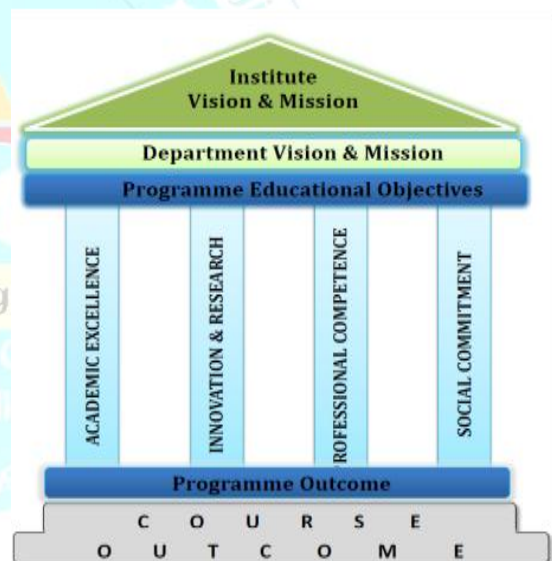 Institute
Vision & Mission
Department Vision & Mission
Programme Educational Objectives
ACADEMIC EXCELLENCE
INNOVATION & RESEARCH
PROFESSIONAL COMPETENCE
SOCIAL COMMITMENT
Programme Outcome
C O U R S E
O U T C O M E